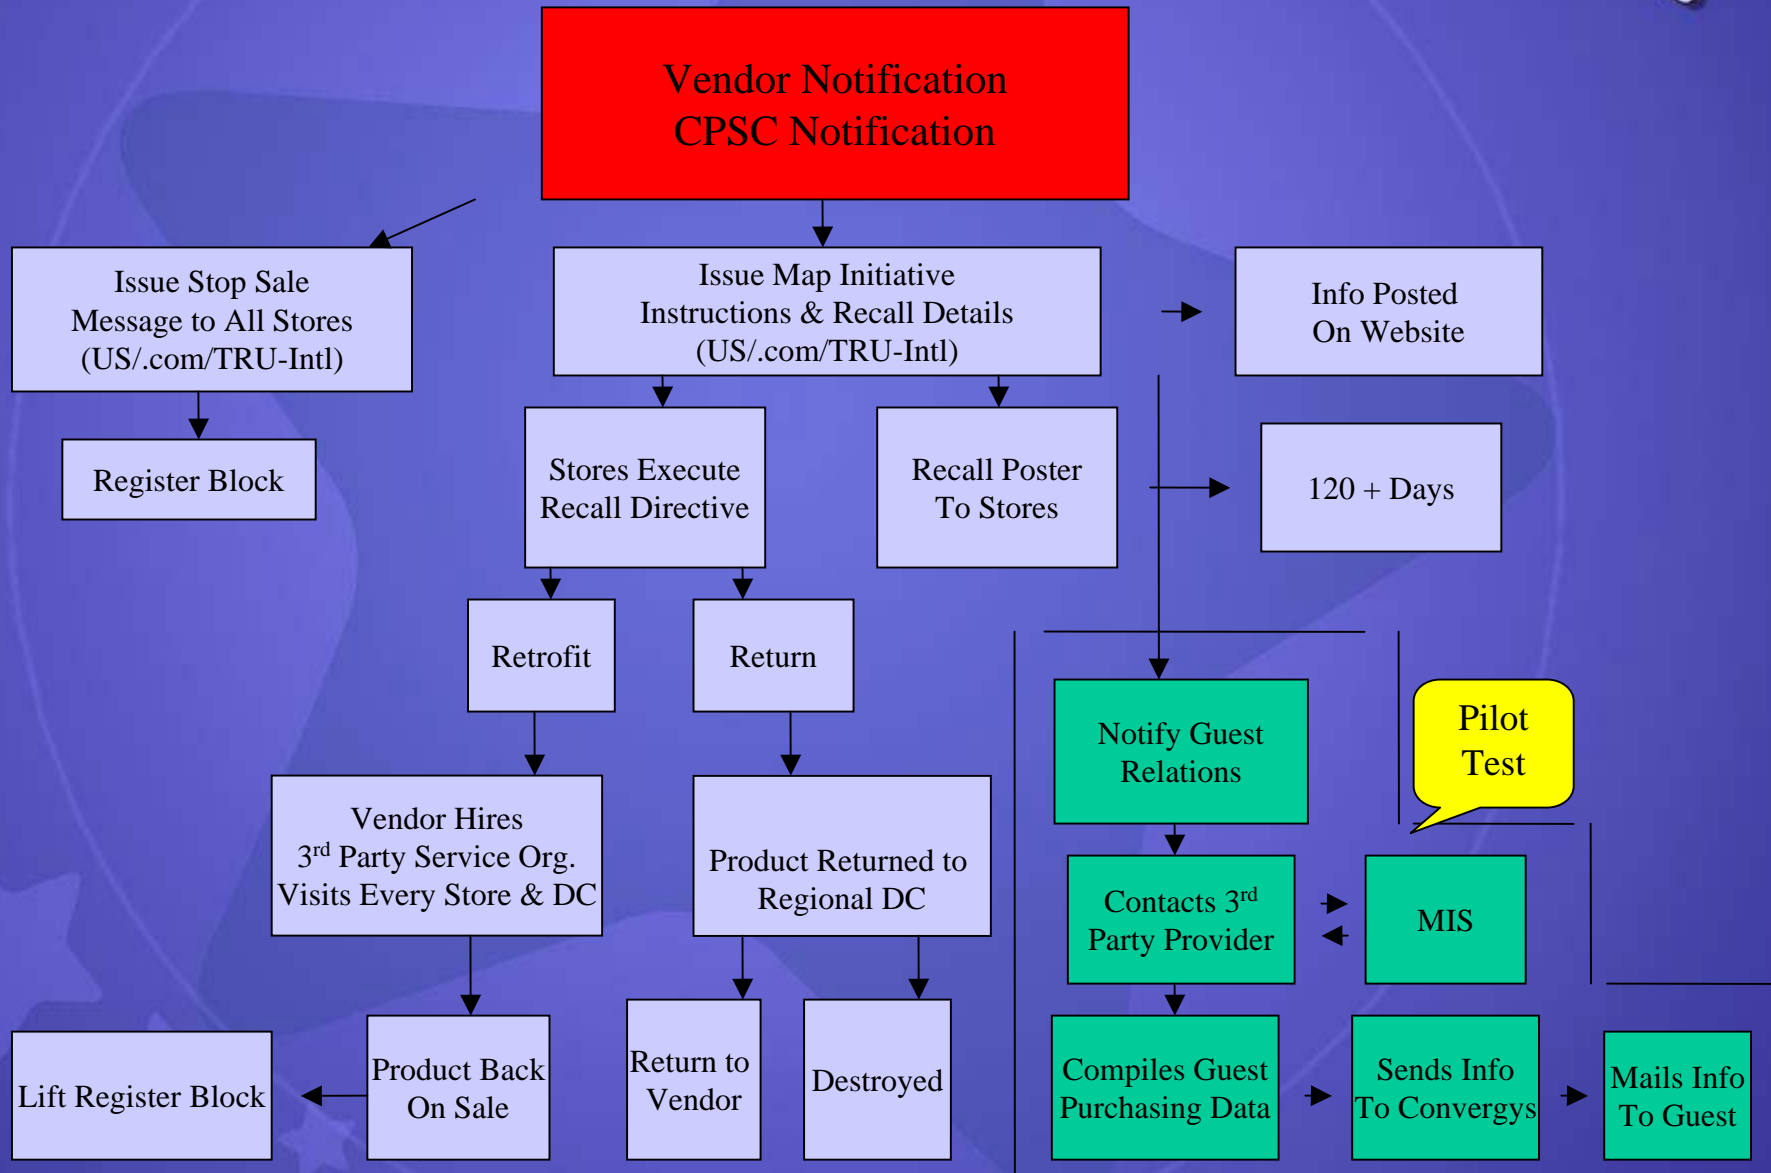 Vendor Notification
CPSC Notification
Issue Stop Sale
Message to All Stores
(US/.com/TRU-Intl)
Issue Map Initiative
Instructions & Recall Details
(US/.com/TRU-Intl)
Info Posted
On Website
Register Block
Stores Execute
Recall Directive
Recall Poster
To Stores
120 + Days
Retrofit
Return
Notify Guest
Relations
Pilot
Test
Vendor Hires
3rd Party Service Org.
Visits Every Store & DC
Product Returned to
Regional DC
Contacts 3rd
Party Provider
MIS
Lift Register Block
Product Back
On Sale
Return to
Vendor
Destroyed
Compiles Guest
Purchasing Data
Sends Info
To Convergys
Mails Info
To Guest